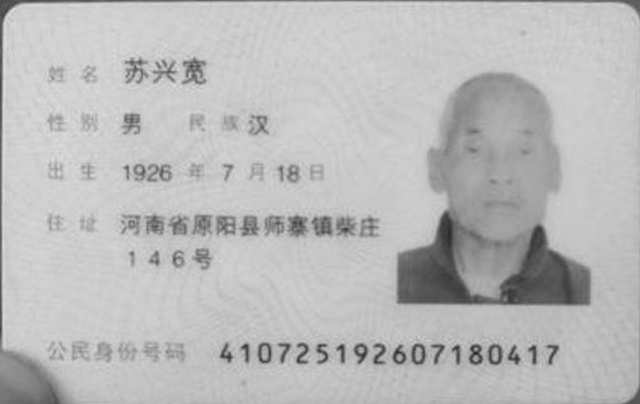 姓名 苏兴宽
性别 男 民族 汉
出生 1926 年 7 月 18 日
住址 河南省原阳县师寨镇柴庄
146号
公民身份号码 410725192607180417